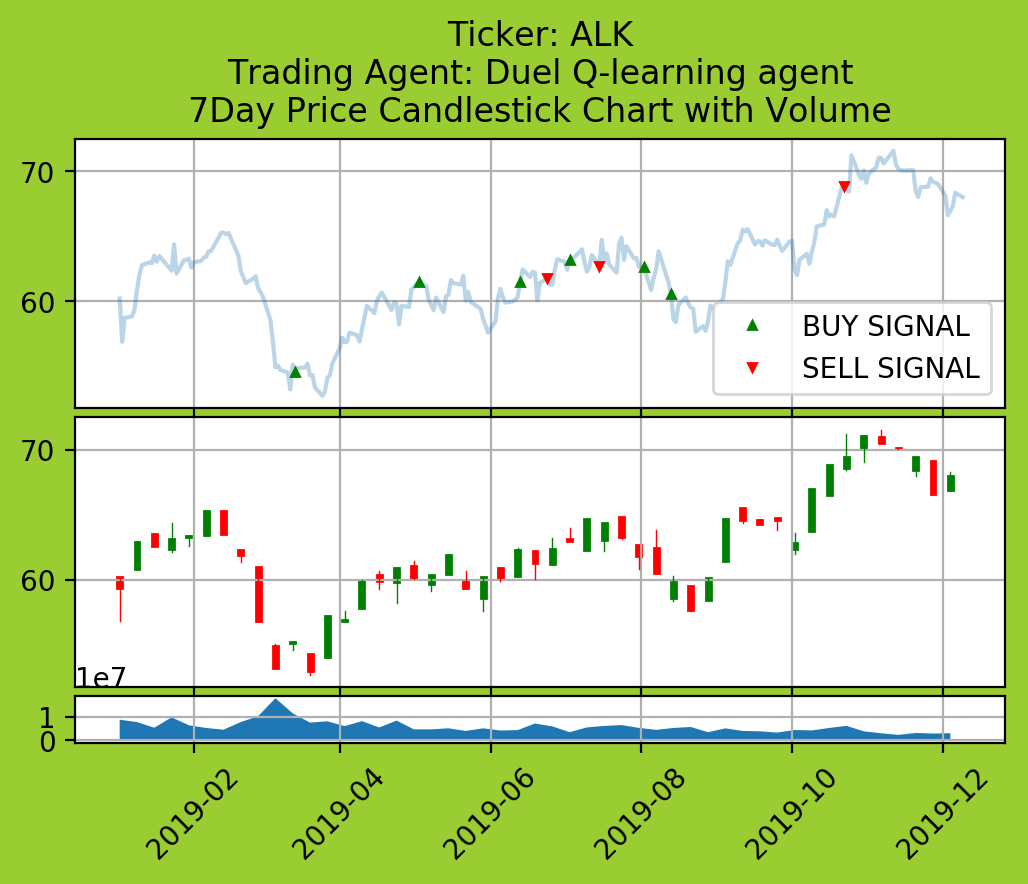 Ticker: ALK
Trading Agent: Duel Q-learning agent
7Day Price Candlestick Chart with Volume
70
60
BUY SIGNAL
SELL SIGNAL
70
60
1e7
1
0
2019-02
2019-04
2019-06
2019-08
2019-10
2019-12